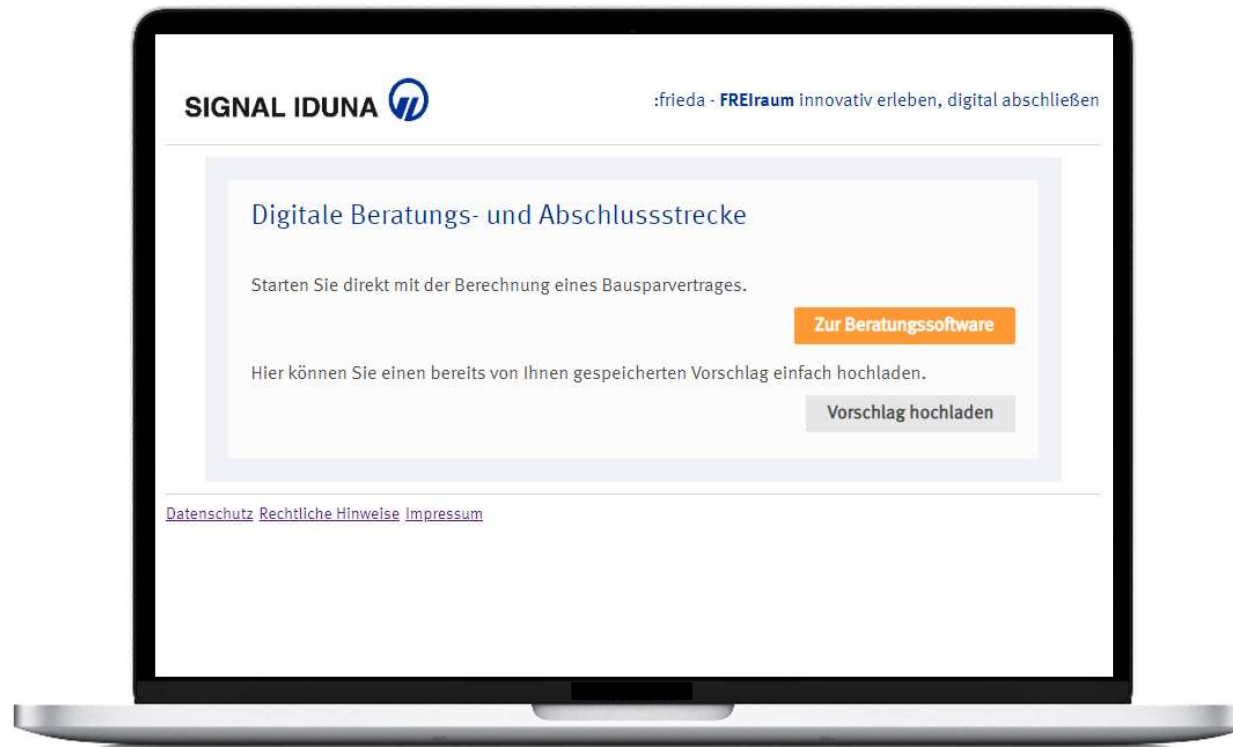 SIGNAL IDUNA
:frieda - FREIraum innovativ erleben, digital abschließen
Digitale Beratungs- und Abschlussstrecke
Starten Sie direkt mit der Berechnung eines Bausparvertrages.
Zur Beratungssoftware
Hier können Sie einen bereits von Ihnen gespeicherten Vorschlag einfach hochladen.
Vorschlag hochladen
Datenschutz Rechtliche Hinweise Impressum